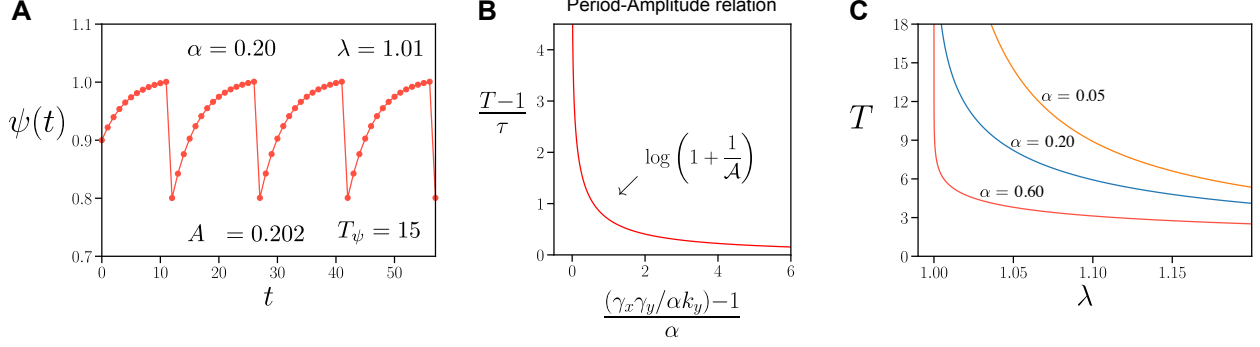 A
α = 0.20 λ = 1.01
ψ(t)
A = 0.202 T_ψ = 15
1.1
1.0
0.9
0.8
0.7
0 10 20 30 40 50
t
B
Period-Amplitude relation
T−1
τ
log(1 + 1/𝒜)
4
3
2
1
0
0 2 4 6
(γ_xγ_y/αk_y)−1
α
C
T
18
15
12
9
6
3
0
α = 0.05
α = 0.20
α = 0.60
1.00 1.05 1.10 1.15
λ